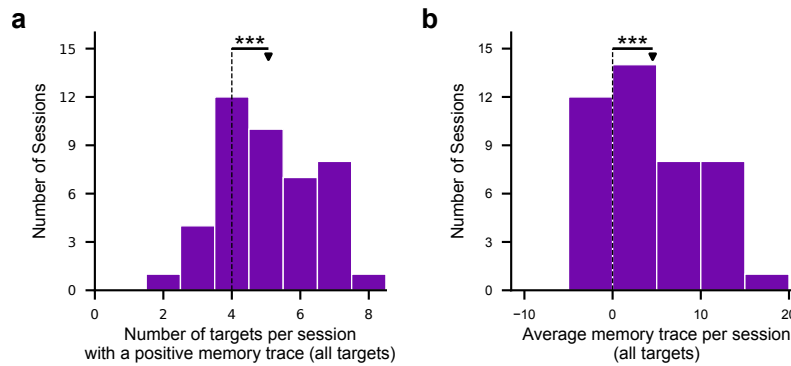 a
b
***
***
Number of Sessions
15
12
9
6
3
0
0
2
4
6
8
Number of targets per session
with a positive memory trace (all targets)
Number of Sessions
15
12
9
6
3
0
−10
0
10
20
Average memory trace per session
(all targets)